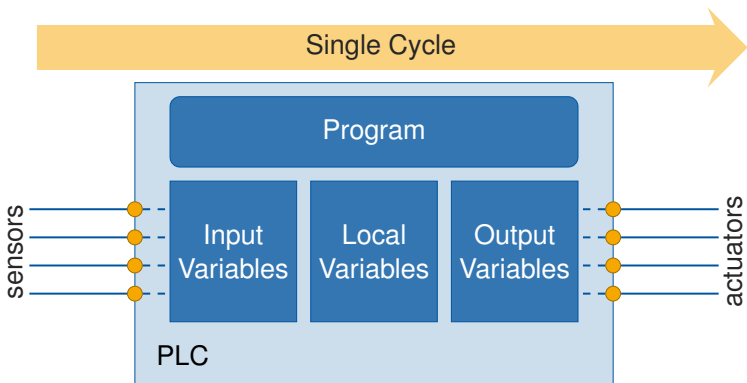 Single Cycle
Program
sensors
Input
Variables
Local
Variables
Output
Variables
actuators
PLC